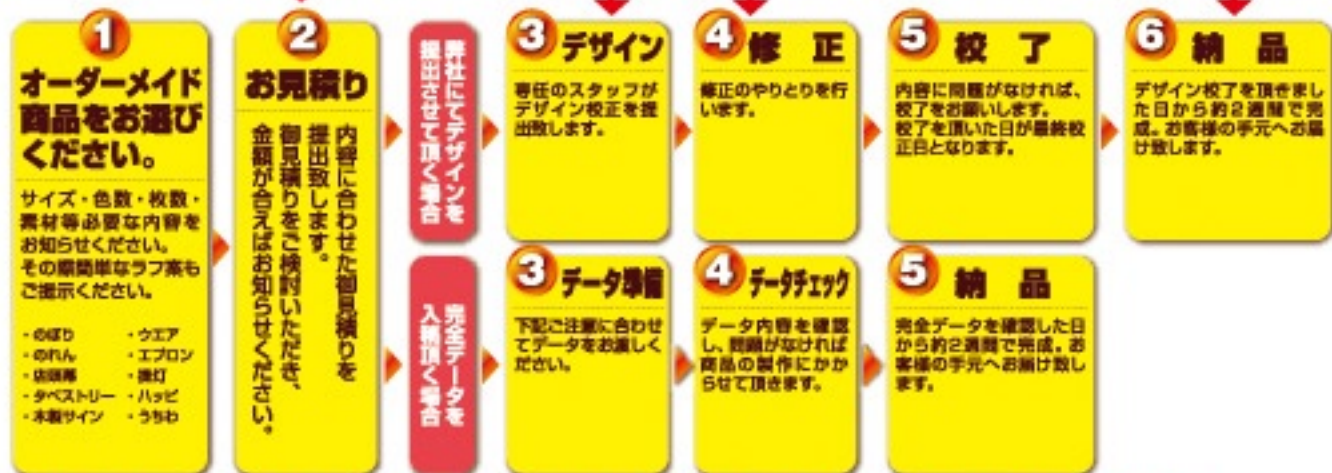 1
オーダーメイド
商品をお選び
ください。
サイズ・色数・枚数・
素材等必要な内容を
お知らせください。
その際簡単なラフ案も
ご提示ください。
・のぼり
・のれん
・店頭幕
・タペストリー
・木製サイン
・ウエア
・エプロン
・提灯
・ハッピ
・うちわ
2
お見積り
内容に合わせた御見積りを
提出致します。
御見積りをご検討いただき、
金額が合えばお知らせください。
弊社にてデザインを
提出させて頂く場合
3 デザイン
専任のスタッフが
デザイン校正を提
出致します。
4 修正
修正のやりとりを行
います。
5 校了
内容に問題がなければ、
校了をお願いします。
校了を頂いた日が最終校
正日となります。
6 納品
デザイン校了を頂きまし
た日から約2週間で完
成。お客様の手元へお届
け致します。
完全データを
入稿頂く場合
3 データ準備
下記ご注意に合わせ
てデータをお渡しく
ださい。
4 データチェック
データ内容を確認
し、問題がなければ
商品の製作にかか
らせて頂きます。
5 納品
完全データを確認した日
から約2週間で完成。お
客様の手元へお届け致し
ます。